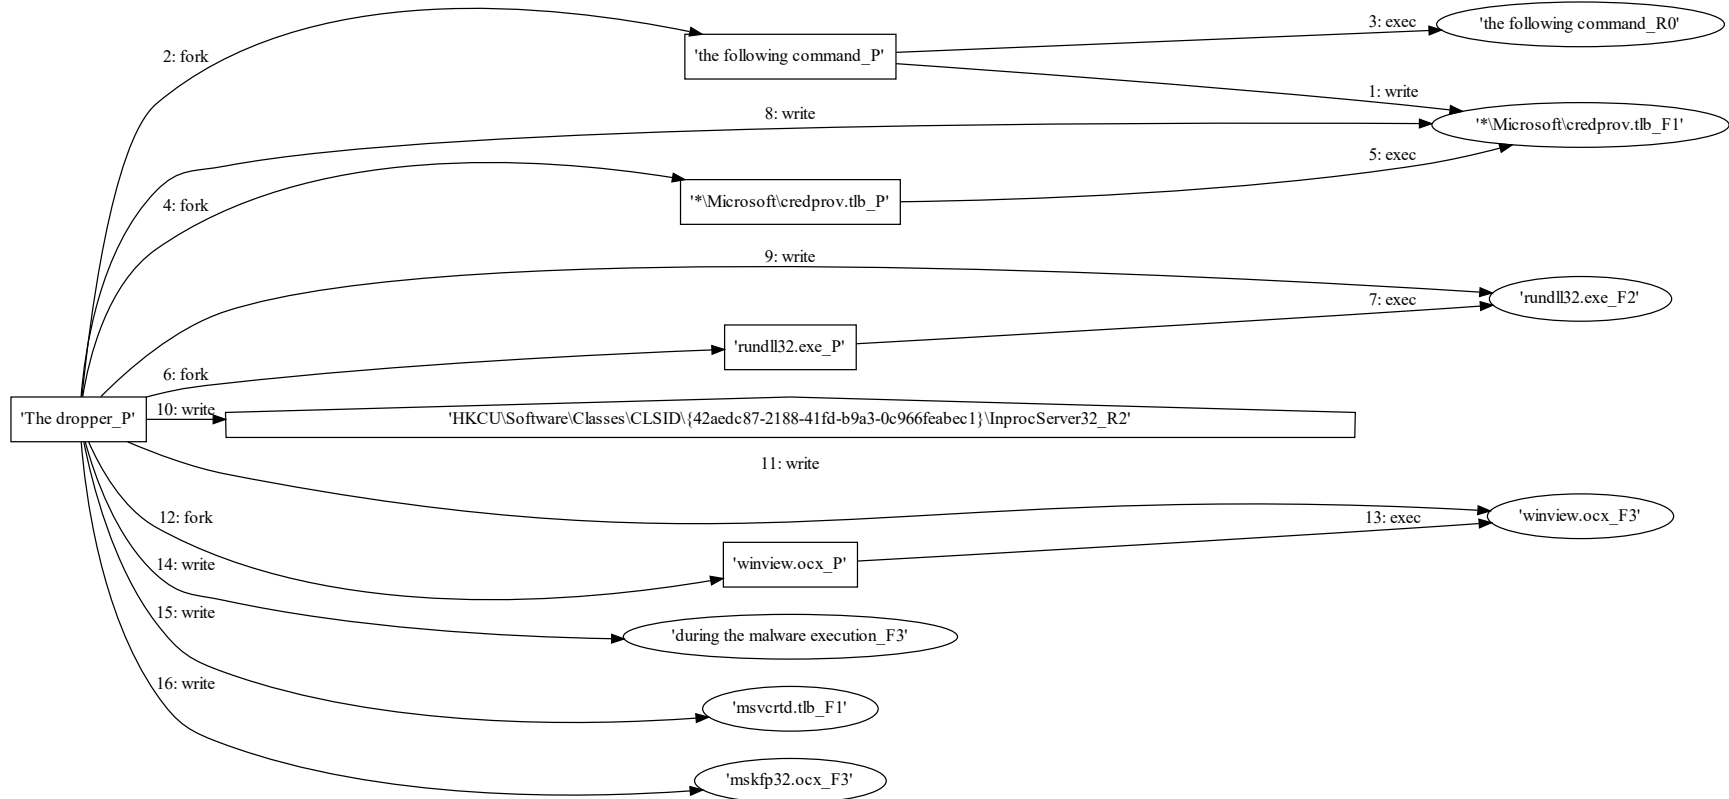 3: exec
'the following command_R0'
2: fork
'the following command_P'
1: write
8: write
'*\Microsoft\credprov.tlb_F1'
5: exec
4: fork
'*\Microsoft\credprov.tlb_P'
9: write
7: exec
'rundll32.exe_F2'
6: fork
'rundll32.exe_P'
'The dropper_P'
10: write
'HKCU\Software\Classes\CLSID\{42aedc87-2188-41fd-b9a3-0c966feabec1}\InprocServer32_R2'
11: write
12: fork
13: exec
'winview.ocx_F3'
14: write
'winview.ocx_P'
15: write
'during the malware execution_F3'
16: write
'msvcrtd.tlb_F1'
'mskfp32.ocx_F3'